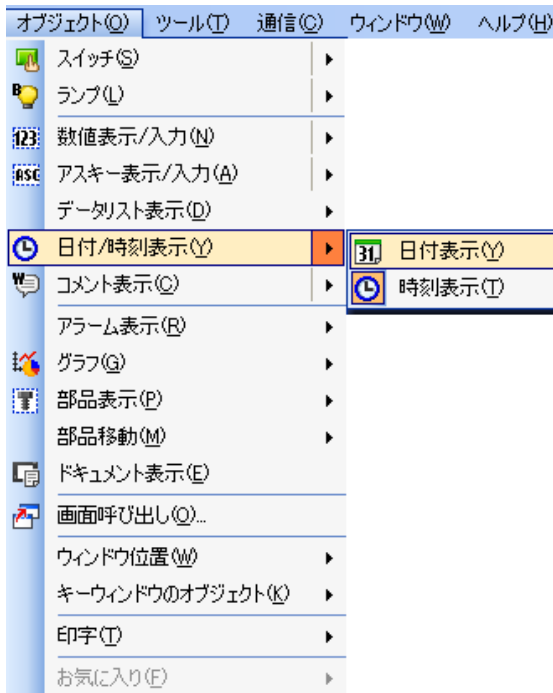 オブジェクト(O) ツール(T) 通信(C) ウィンドウ(W) ヘルプ(H)
スイッチ(S)
B ランプ(L)
123 数値表示/入力(N)
ASC アスキー表示/入力(A)
データリスト表示(D)
日付/時刻表示(Y)
31 日付表示(Y)
W コメント表示(C)
時刻表示(T)
アラーム表示(R)
グラフ(G)
部品表示(P)
部品移動(M)
ドキュメント表示(E)
画面呼び出し(O)...
ウィンドウ位置(W)
キーウィンドウのオブジェクト(K)
印字(T)
お気に入り(F)